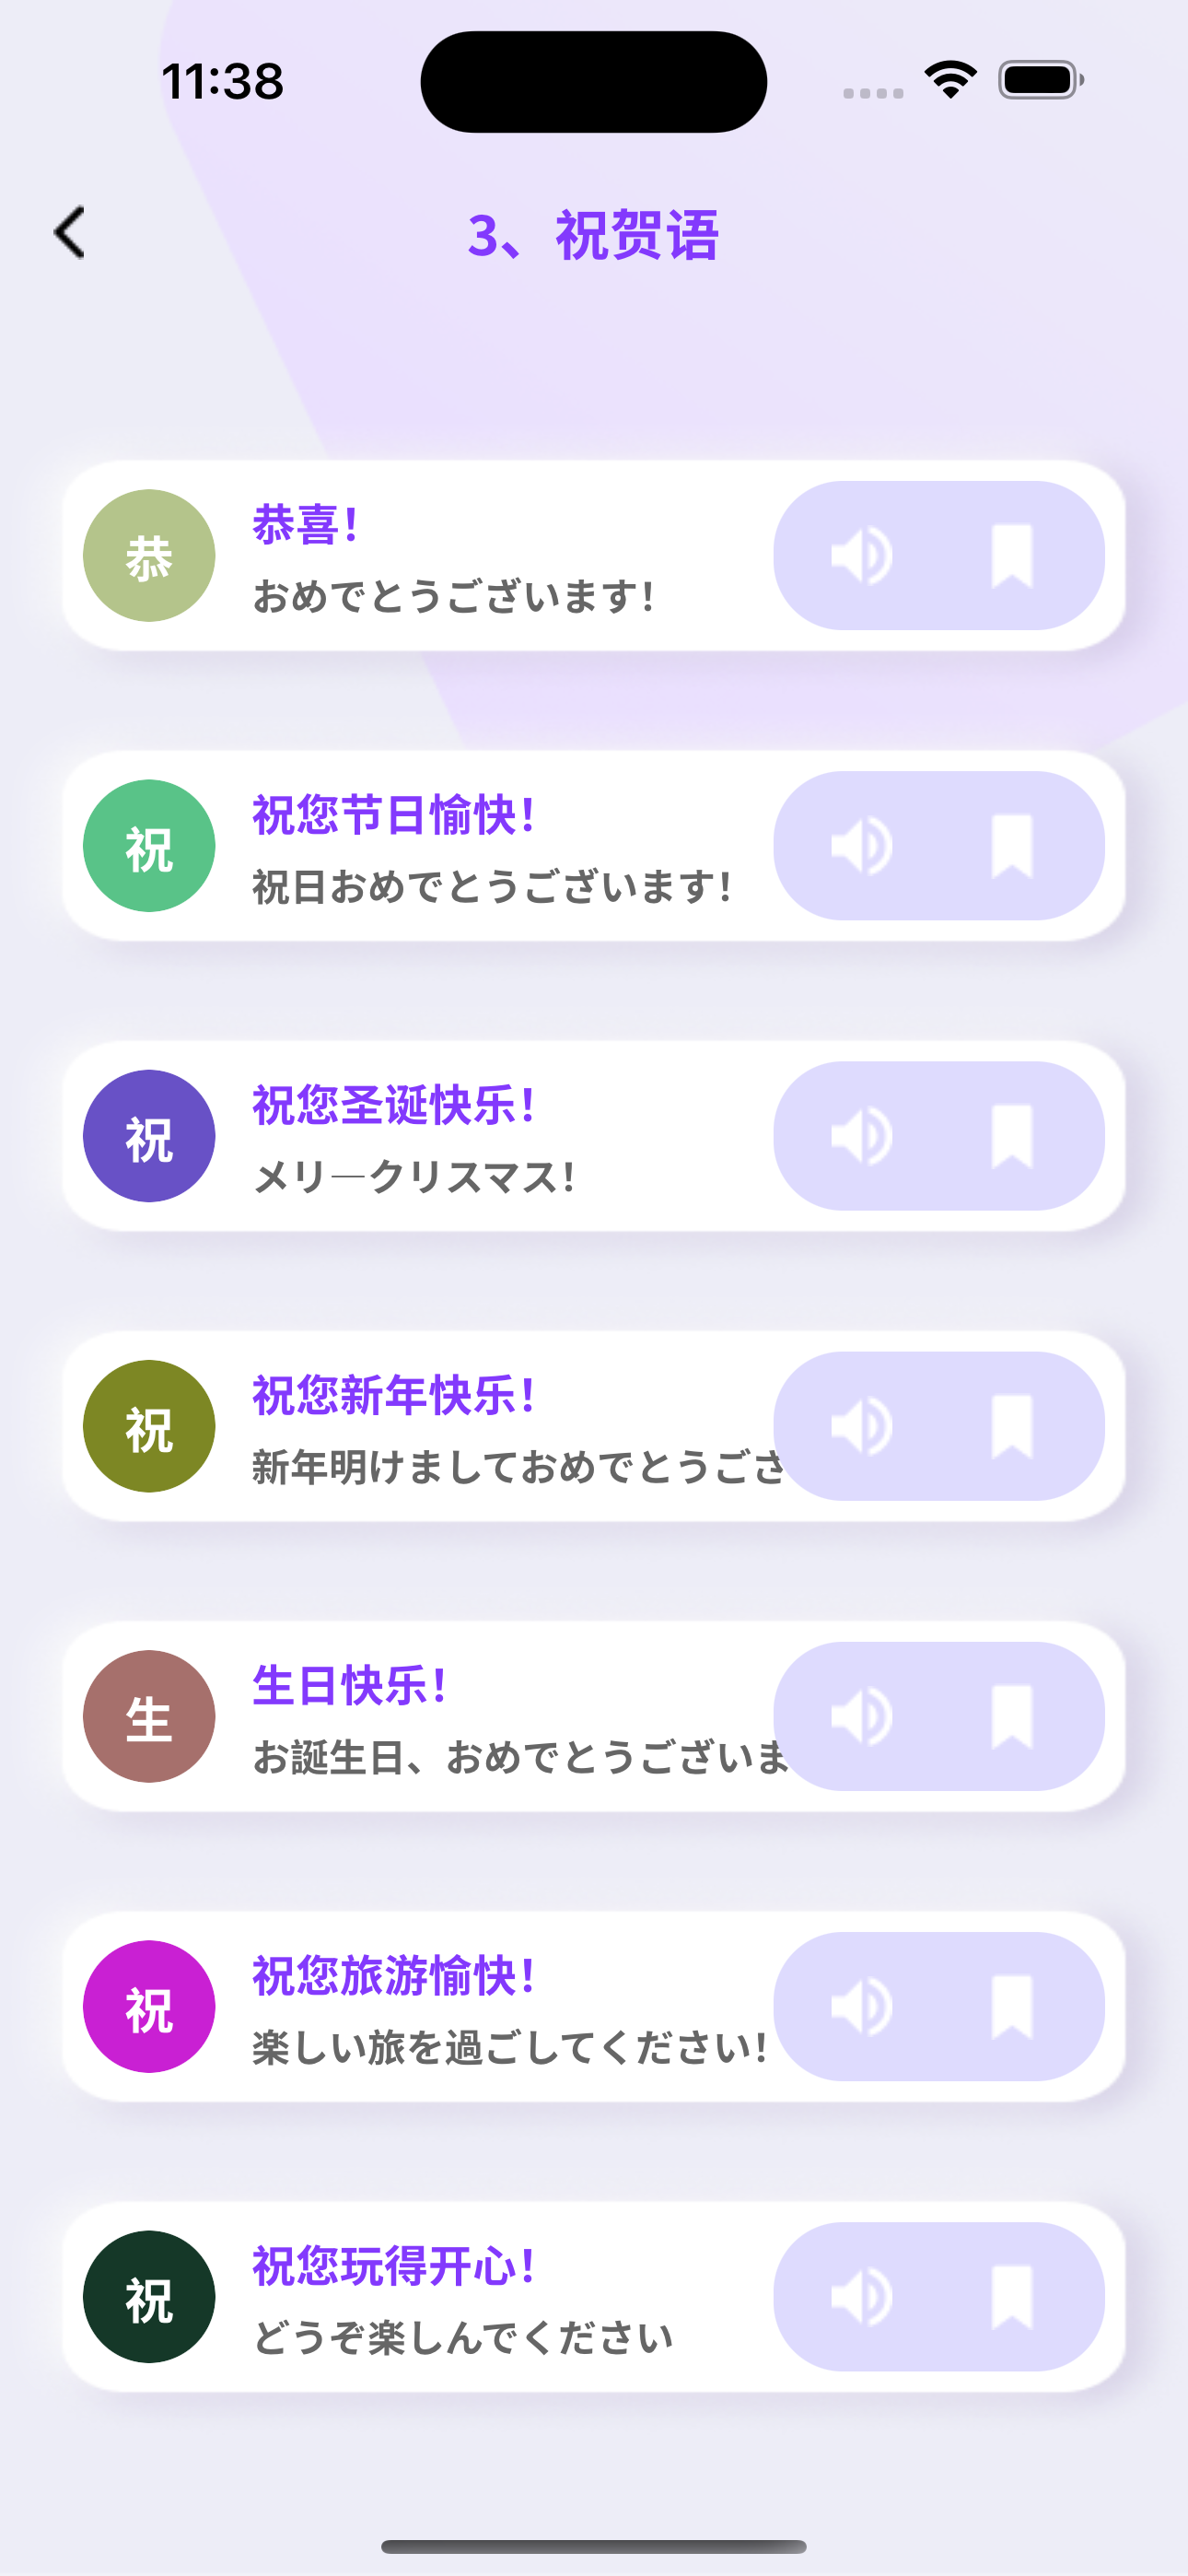 11:38
3、祝贺语
恭
恭喜！
おめでとうございます！
祝
祝您节日愉快！
祝日おめでとうございます！
祝
祝您圣诞快乐！
メリ―クリスマス！
祝
祝您新年快乐！
新年明けましておめでとうござ
生
生日快乐！
お誕生日、おめでとうございま
祝
祝您旅游愉快！
楽しい旅を過ごしてください！
祝
祝您玩得开心！
どうぞ楽しんでください